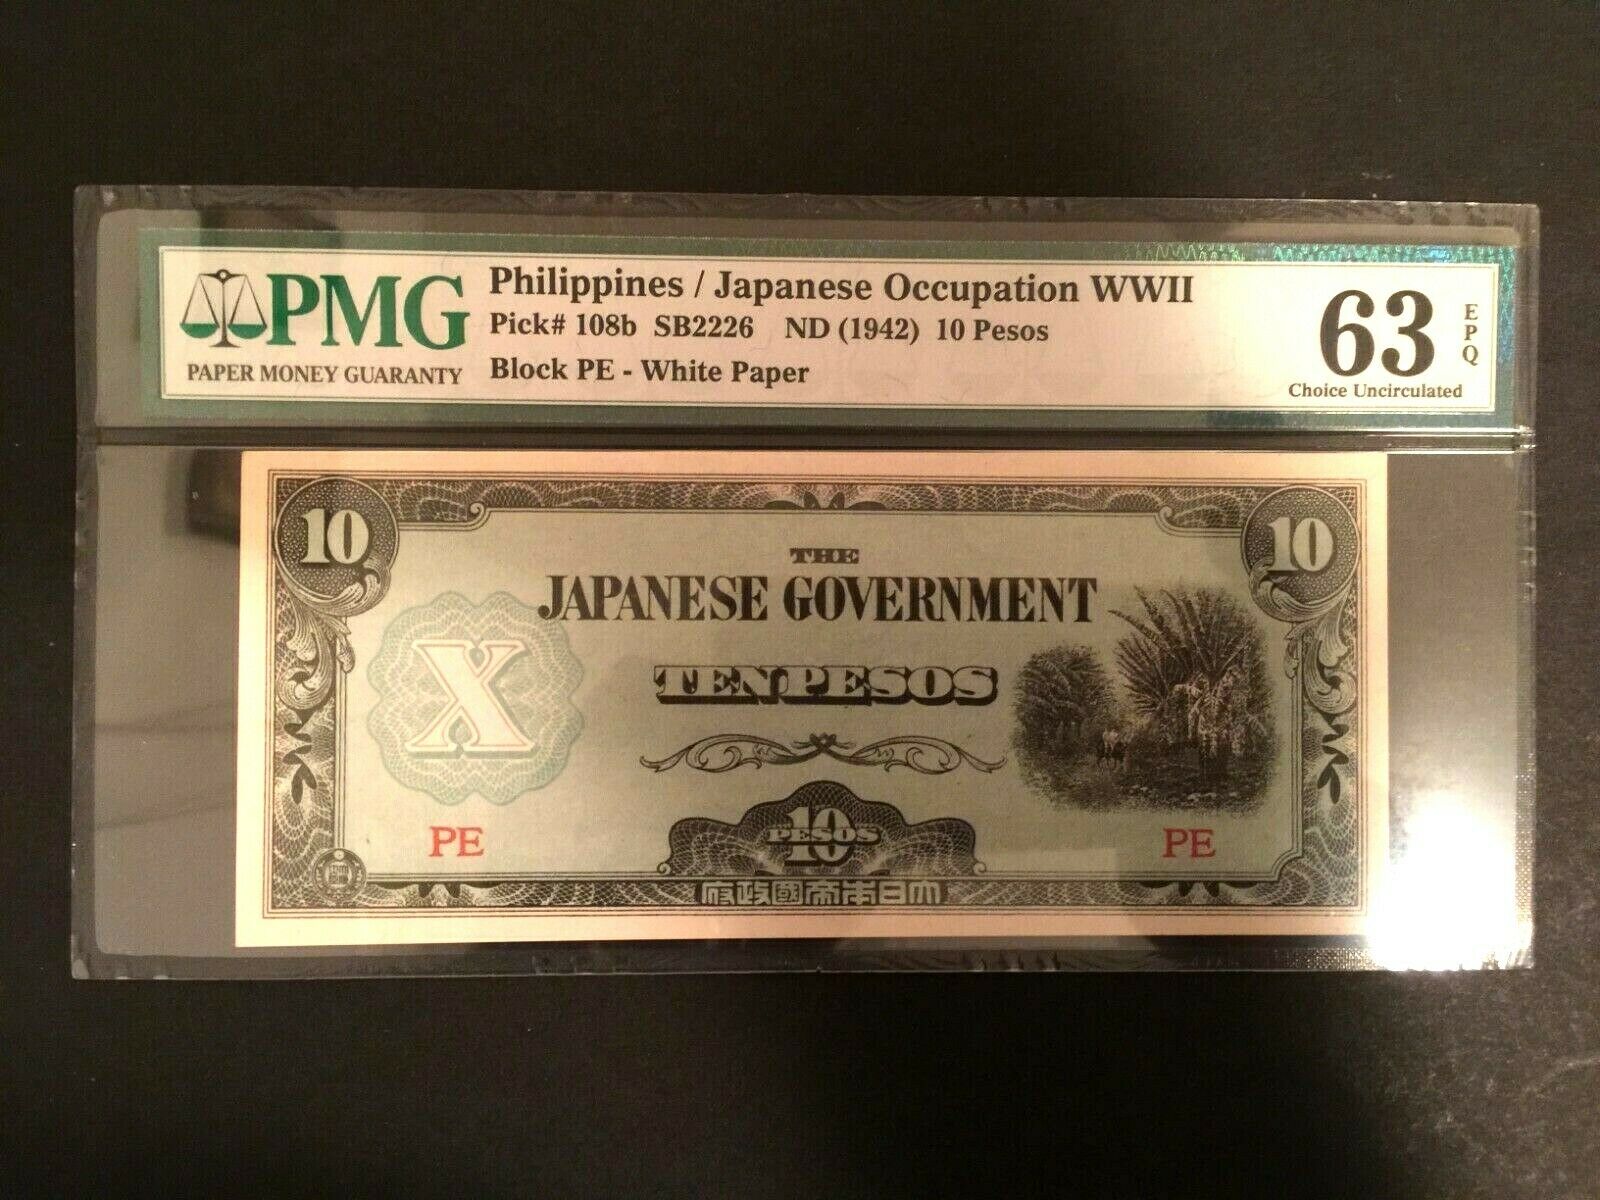 PMG
PAPER MONEY GUARANTY
Philippines / Japanese Occupation WWII
Pick# 108b SB2226 ND (1942) 10 Pesos
Block PE - White Paper
63
EPQ
Choice Uncirculated
10
10
THE
JAPANESE GOVERNMENT
X
TEN PESOS
PE
10
PESOS
PE
府政國帝本日大